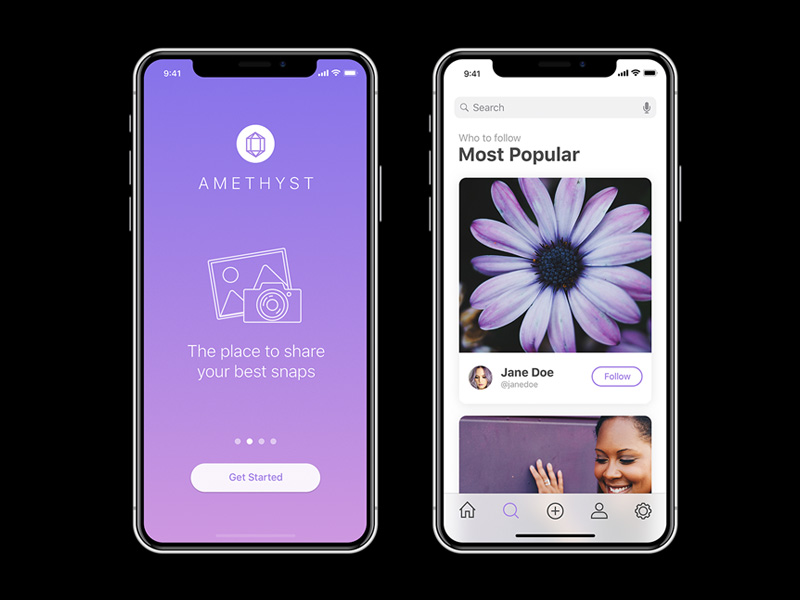 9:41
AMETHYST
The place to share
your best snaps
Get Started
9:41
Search
Who to follow
Most Popular
Jane Doe
@janedoe
Follow